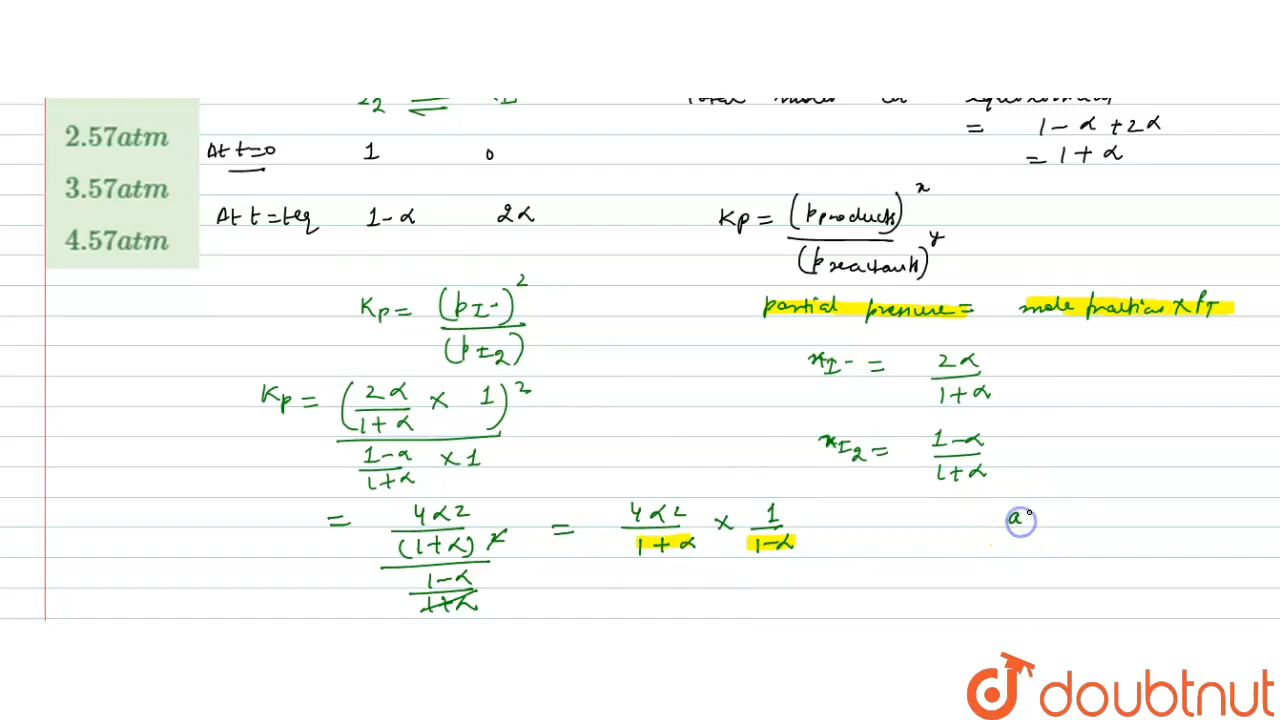 2 ⇌
2.57atm
3.57atm
4.57atm
At t=0 1 0
At t=teq 1-α 2α
= 1-α+2α
= 1+α
Kp = (pproducts)^x
(preactants)^y
Kp = (pI-)^2
(pI2)
partial pressure = mole fraction x PT
xI- = 2α
1+α
Kp = (2α/1+α × 1)^2
1-α/1+α × 1
xI2 = 1-α
1+α
= 4α2/(1+α)2 = 4α2/1+α × 1/1-α
1-α
1+α
a
doubtnut